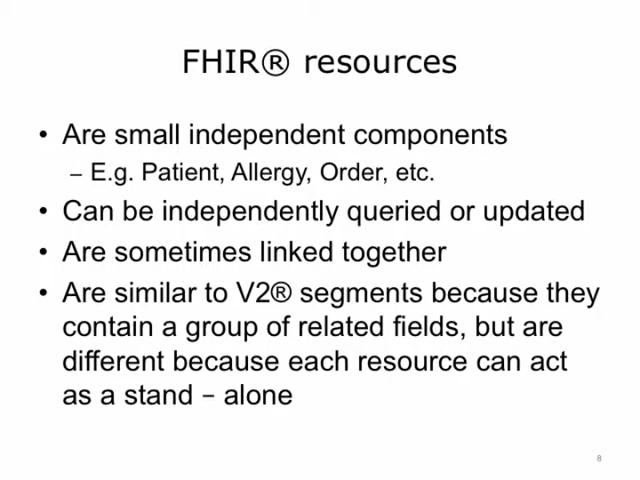 FHIR® resources
• Are small independent components
– E.g. Patient, Allergy, Order, etc.
• Can be independently queried or updated
• Are sometimes linked together
• Are similar to V2® segments because they
contain a group of related fields, but are
different because each resource can act
as a stand – alone
8